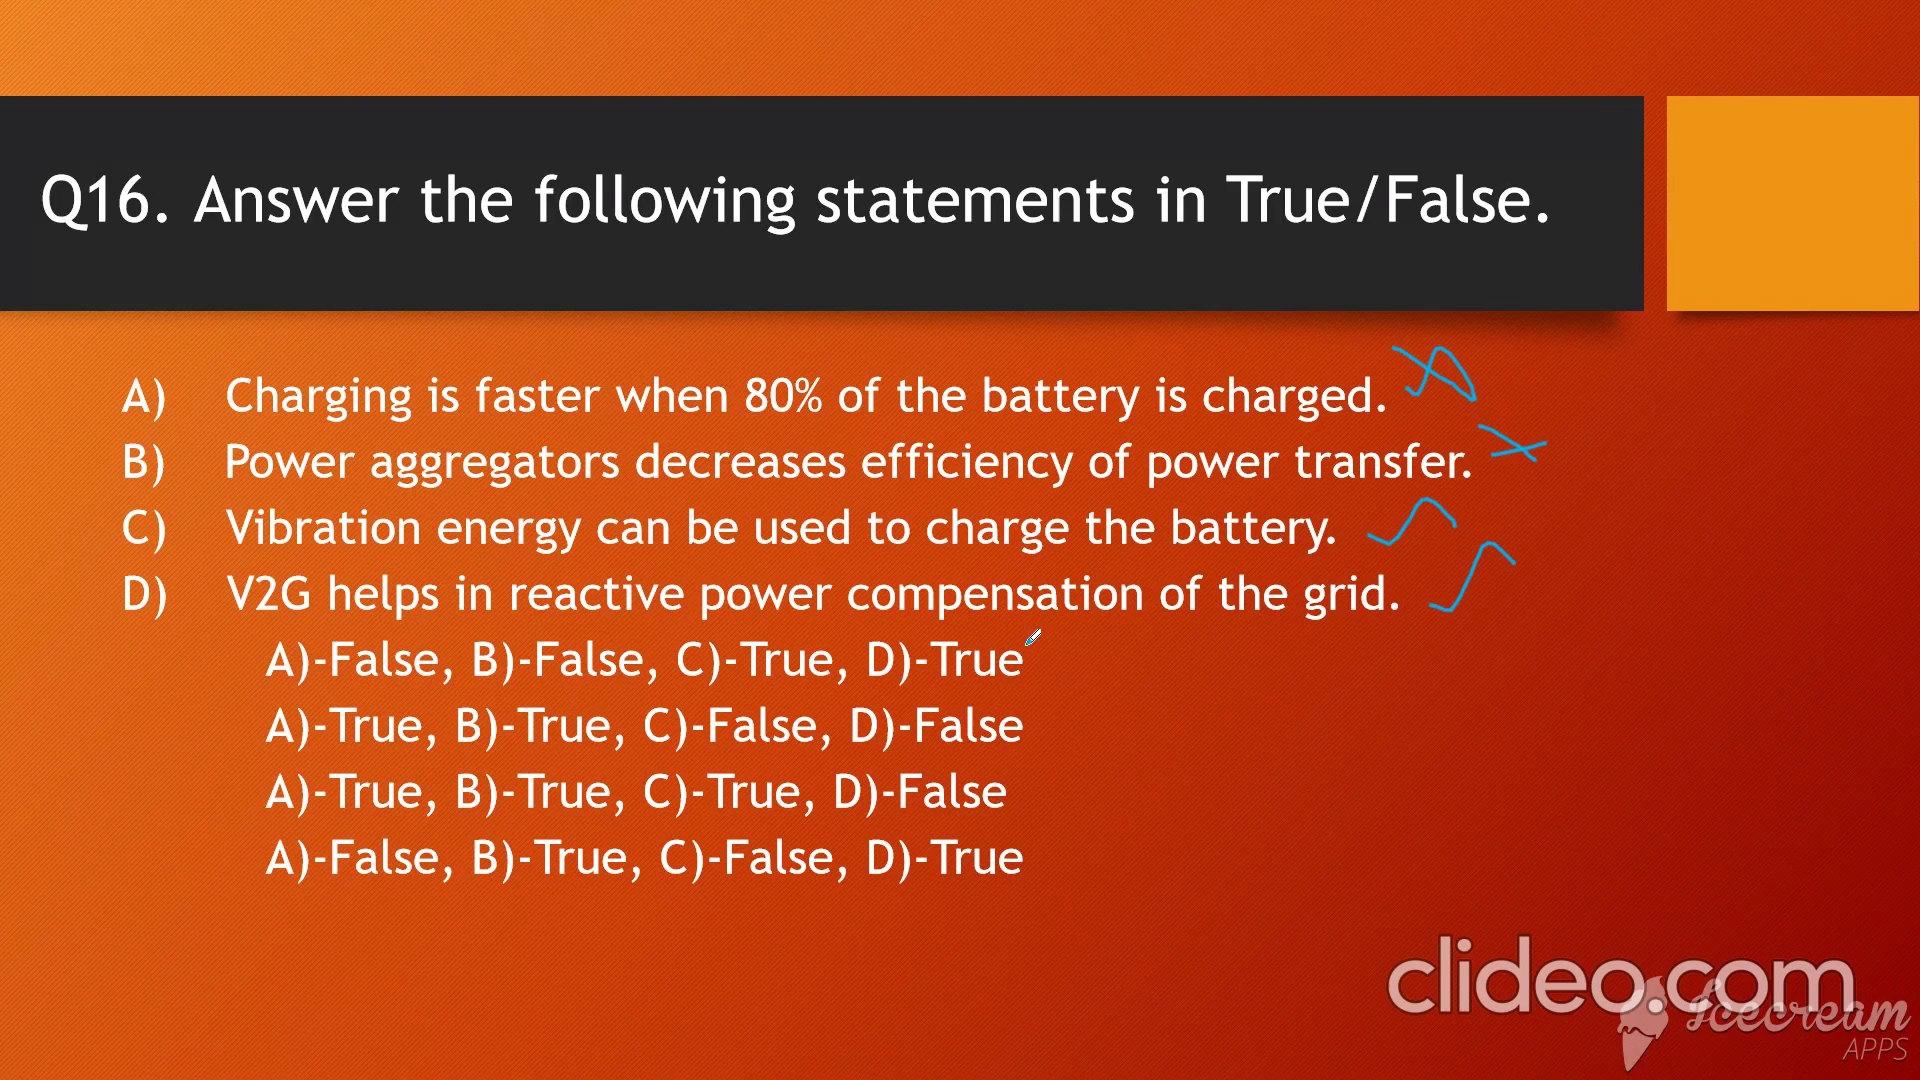 Q16. Answer the following statements in True/False.
A) Charging is faster when 80% of the battery is charged.
B) Power aggregators decreases efficiency of power transfer.
C) Vibration energy can be used to charge the battery.
D) V2G helps in reactive power compensation of the grid.
A)-False, B)-False, C)-True, D)-True
A)-True, B)-True, C)-False, D)-False
A)-True, B)-True, C)-True, D)-False
A)-False, B)-True, C)-False, D)-True
clideo.com
Icecream
APPS